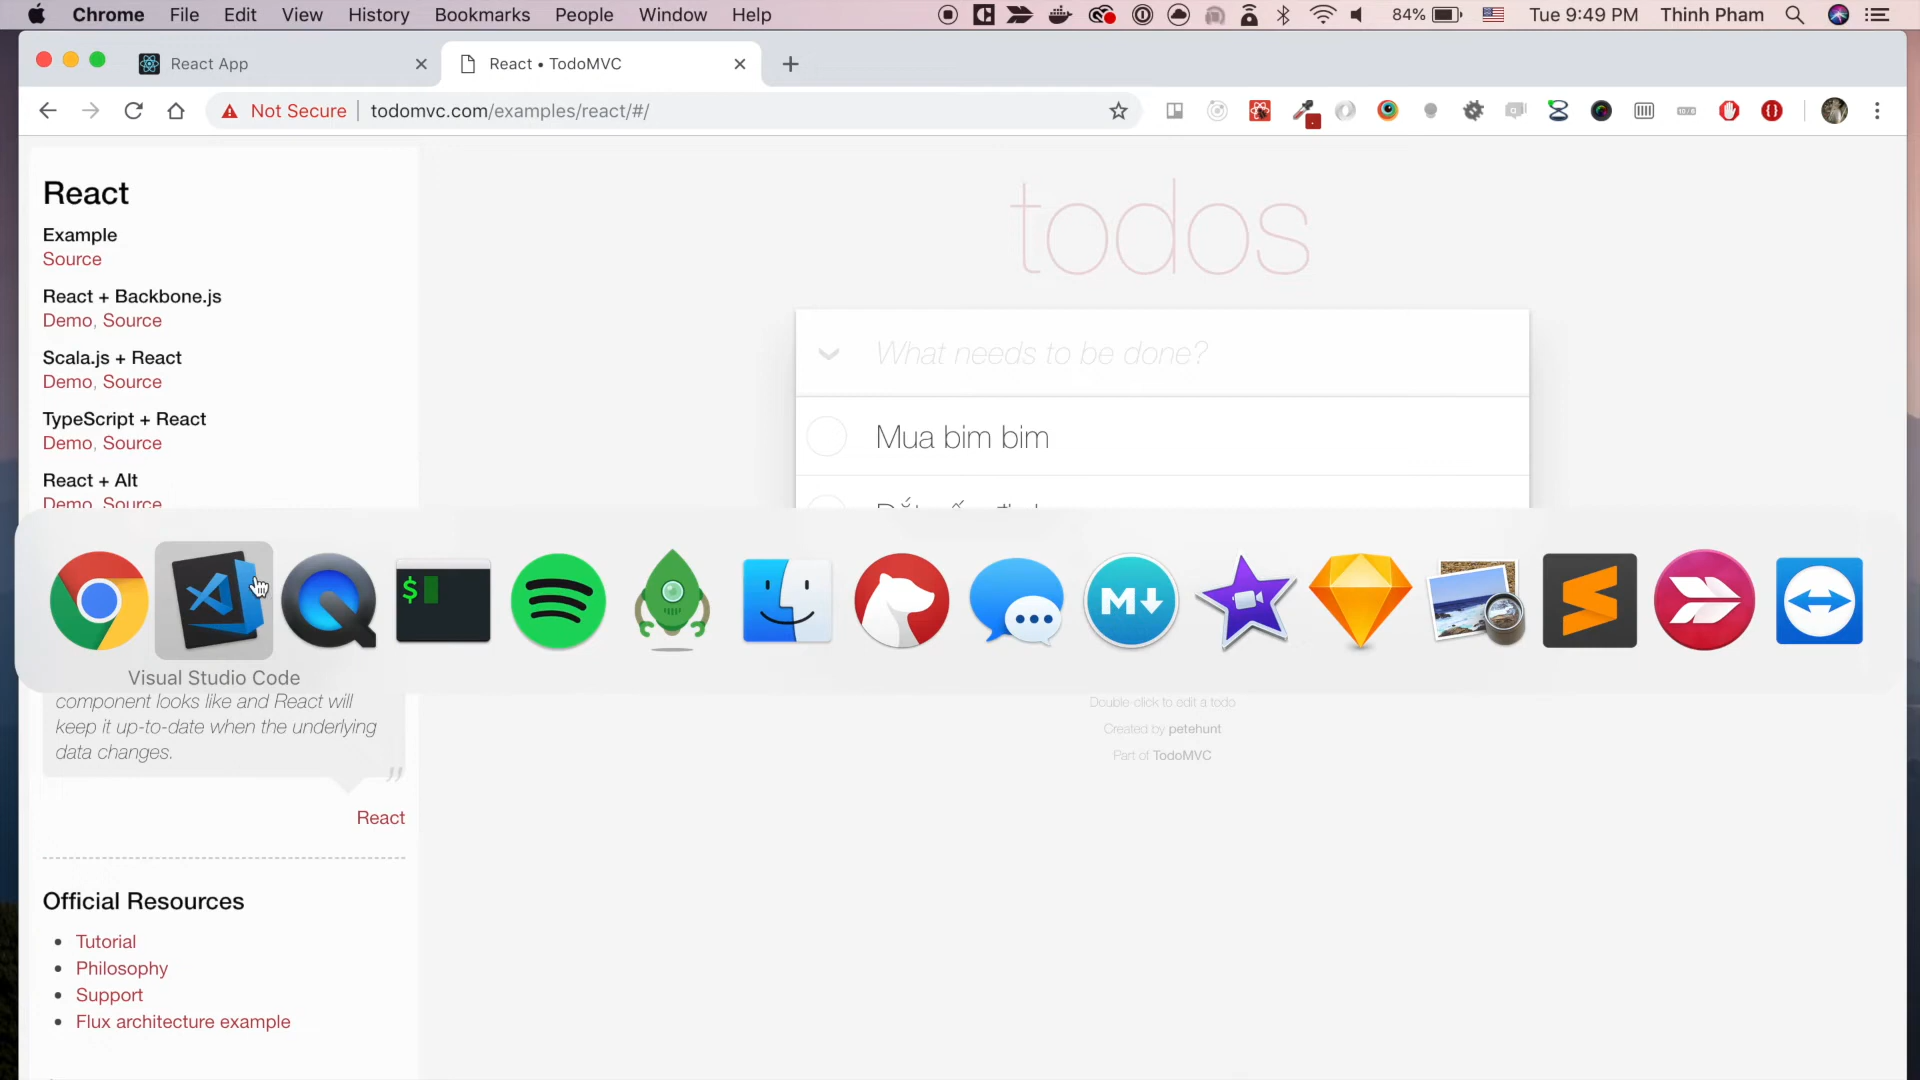 Chrome File Edit View History Bookmarks People Window Help 84% Tue 9:49 PM Thinh Pham
React App
React • TodoMVC
Not Secure todomvc.com/examples/react/#/
React
Example
Source
React + Backbone.js
Demo, Source
Scala.js + React
Demo, Source
TypeScript + React
Demo, Source
React + Alt
Demo, Source
todos
What needs to be done?
Mua bim bim
$
M
Visual Studio Code
component looks like and React will
keep it up-to-date when the underlying
data changes.
”
React
Official Resources
• Tutorial
• Philosophy
• Support
• Flux architecture example
Double-click to edit a todo
Created by petehunt
Part of TodoMVC